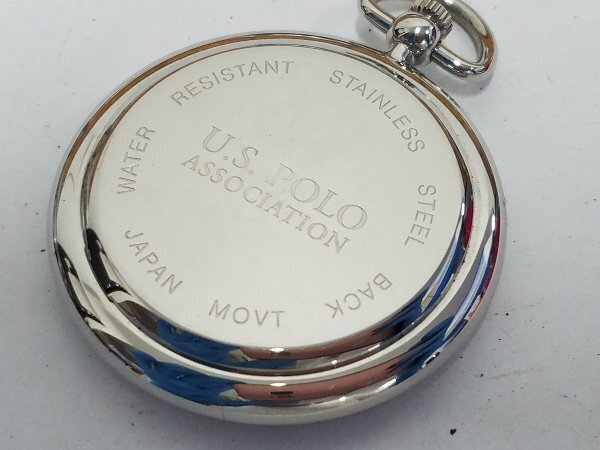 WATER RESISTANT STAINLESS STEEL BACK JAPAN MOVT
U.S. POLO
ASSOCIATION